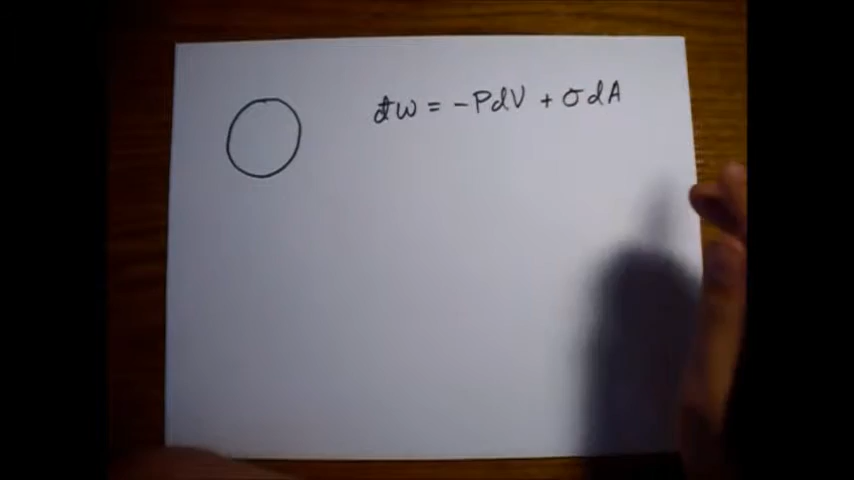 đw = -PdV + σdA